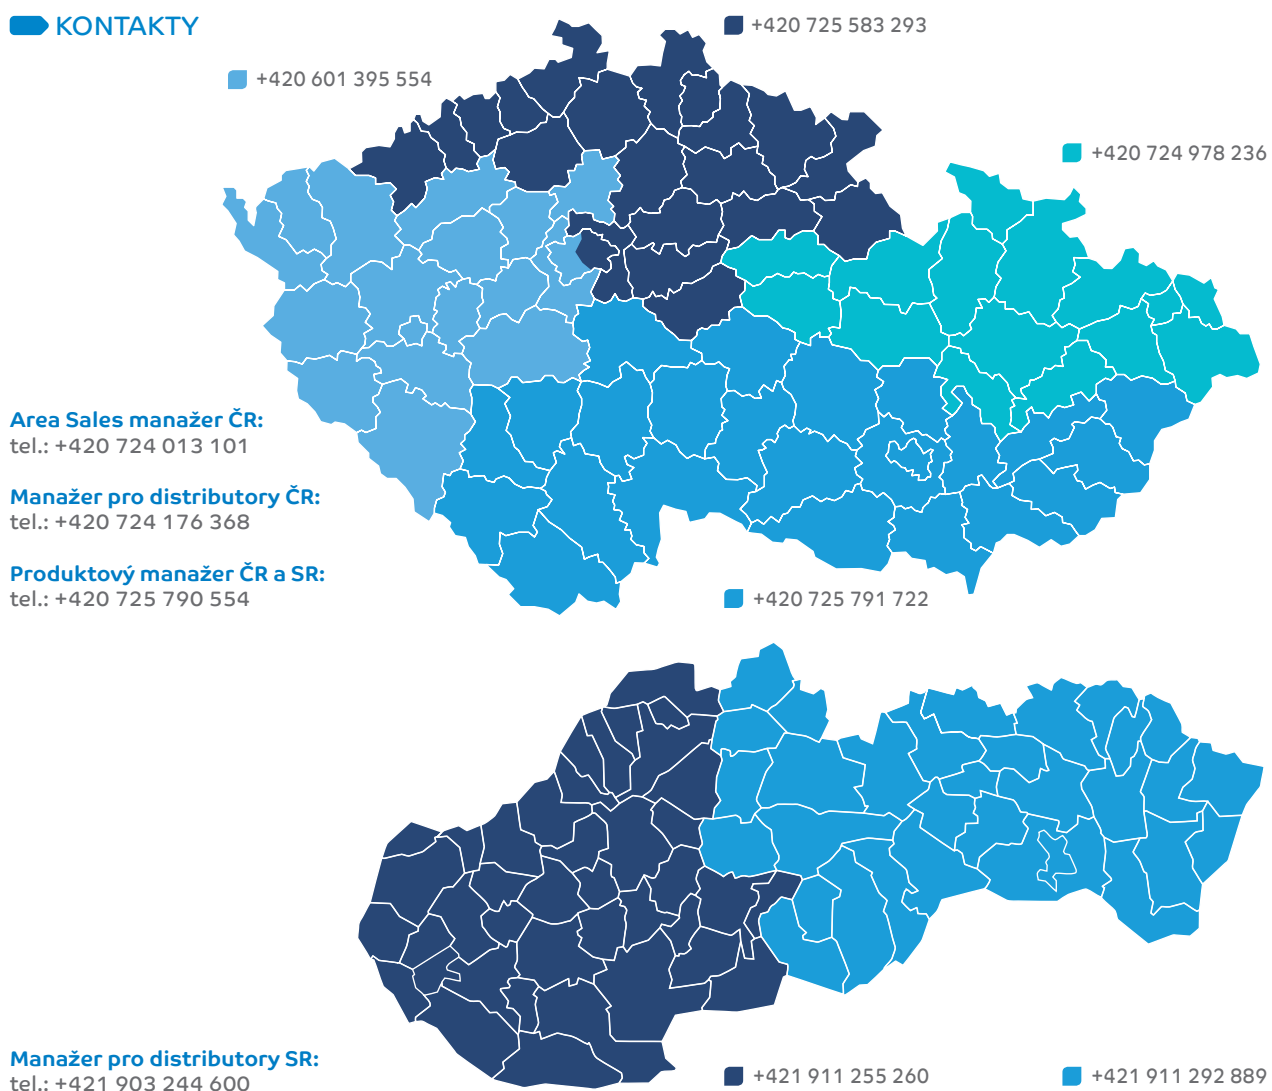 KONTAKTY
+420 725 583 293
+420 601 395 554
+420 724 978 236
Area Sales manažer ČR:
tel.: +420 724 013 101
Manažer pro distributory ČR:
tel.: +420 724 176 368
Produktový manažer ČR a SR:
tel.: +420 725 790 554
+420 725 791 722
Manažer pro distributory SR:
tel.: +421 903 244 600
+421 911 255 260
+421 911 292 889